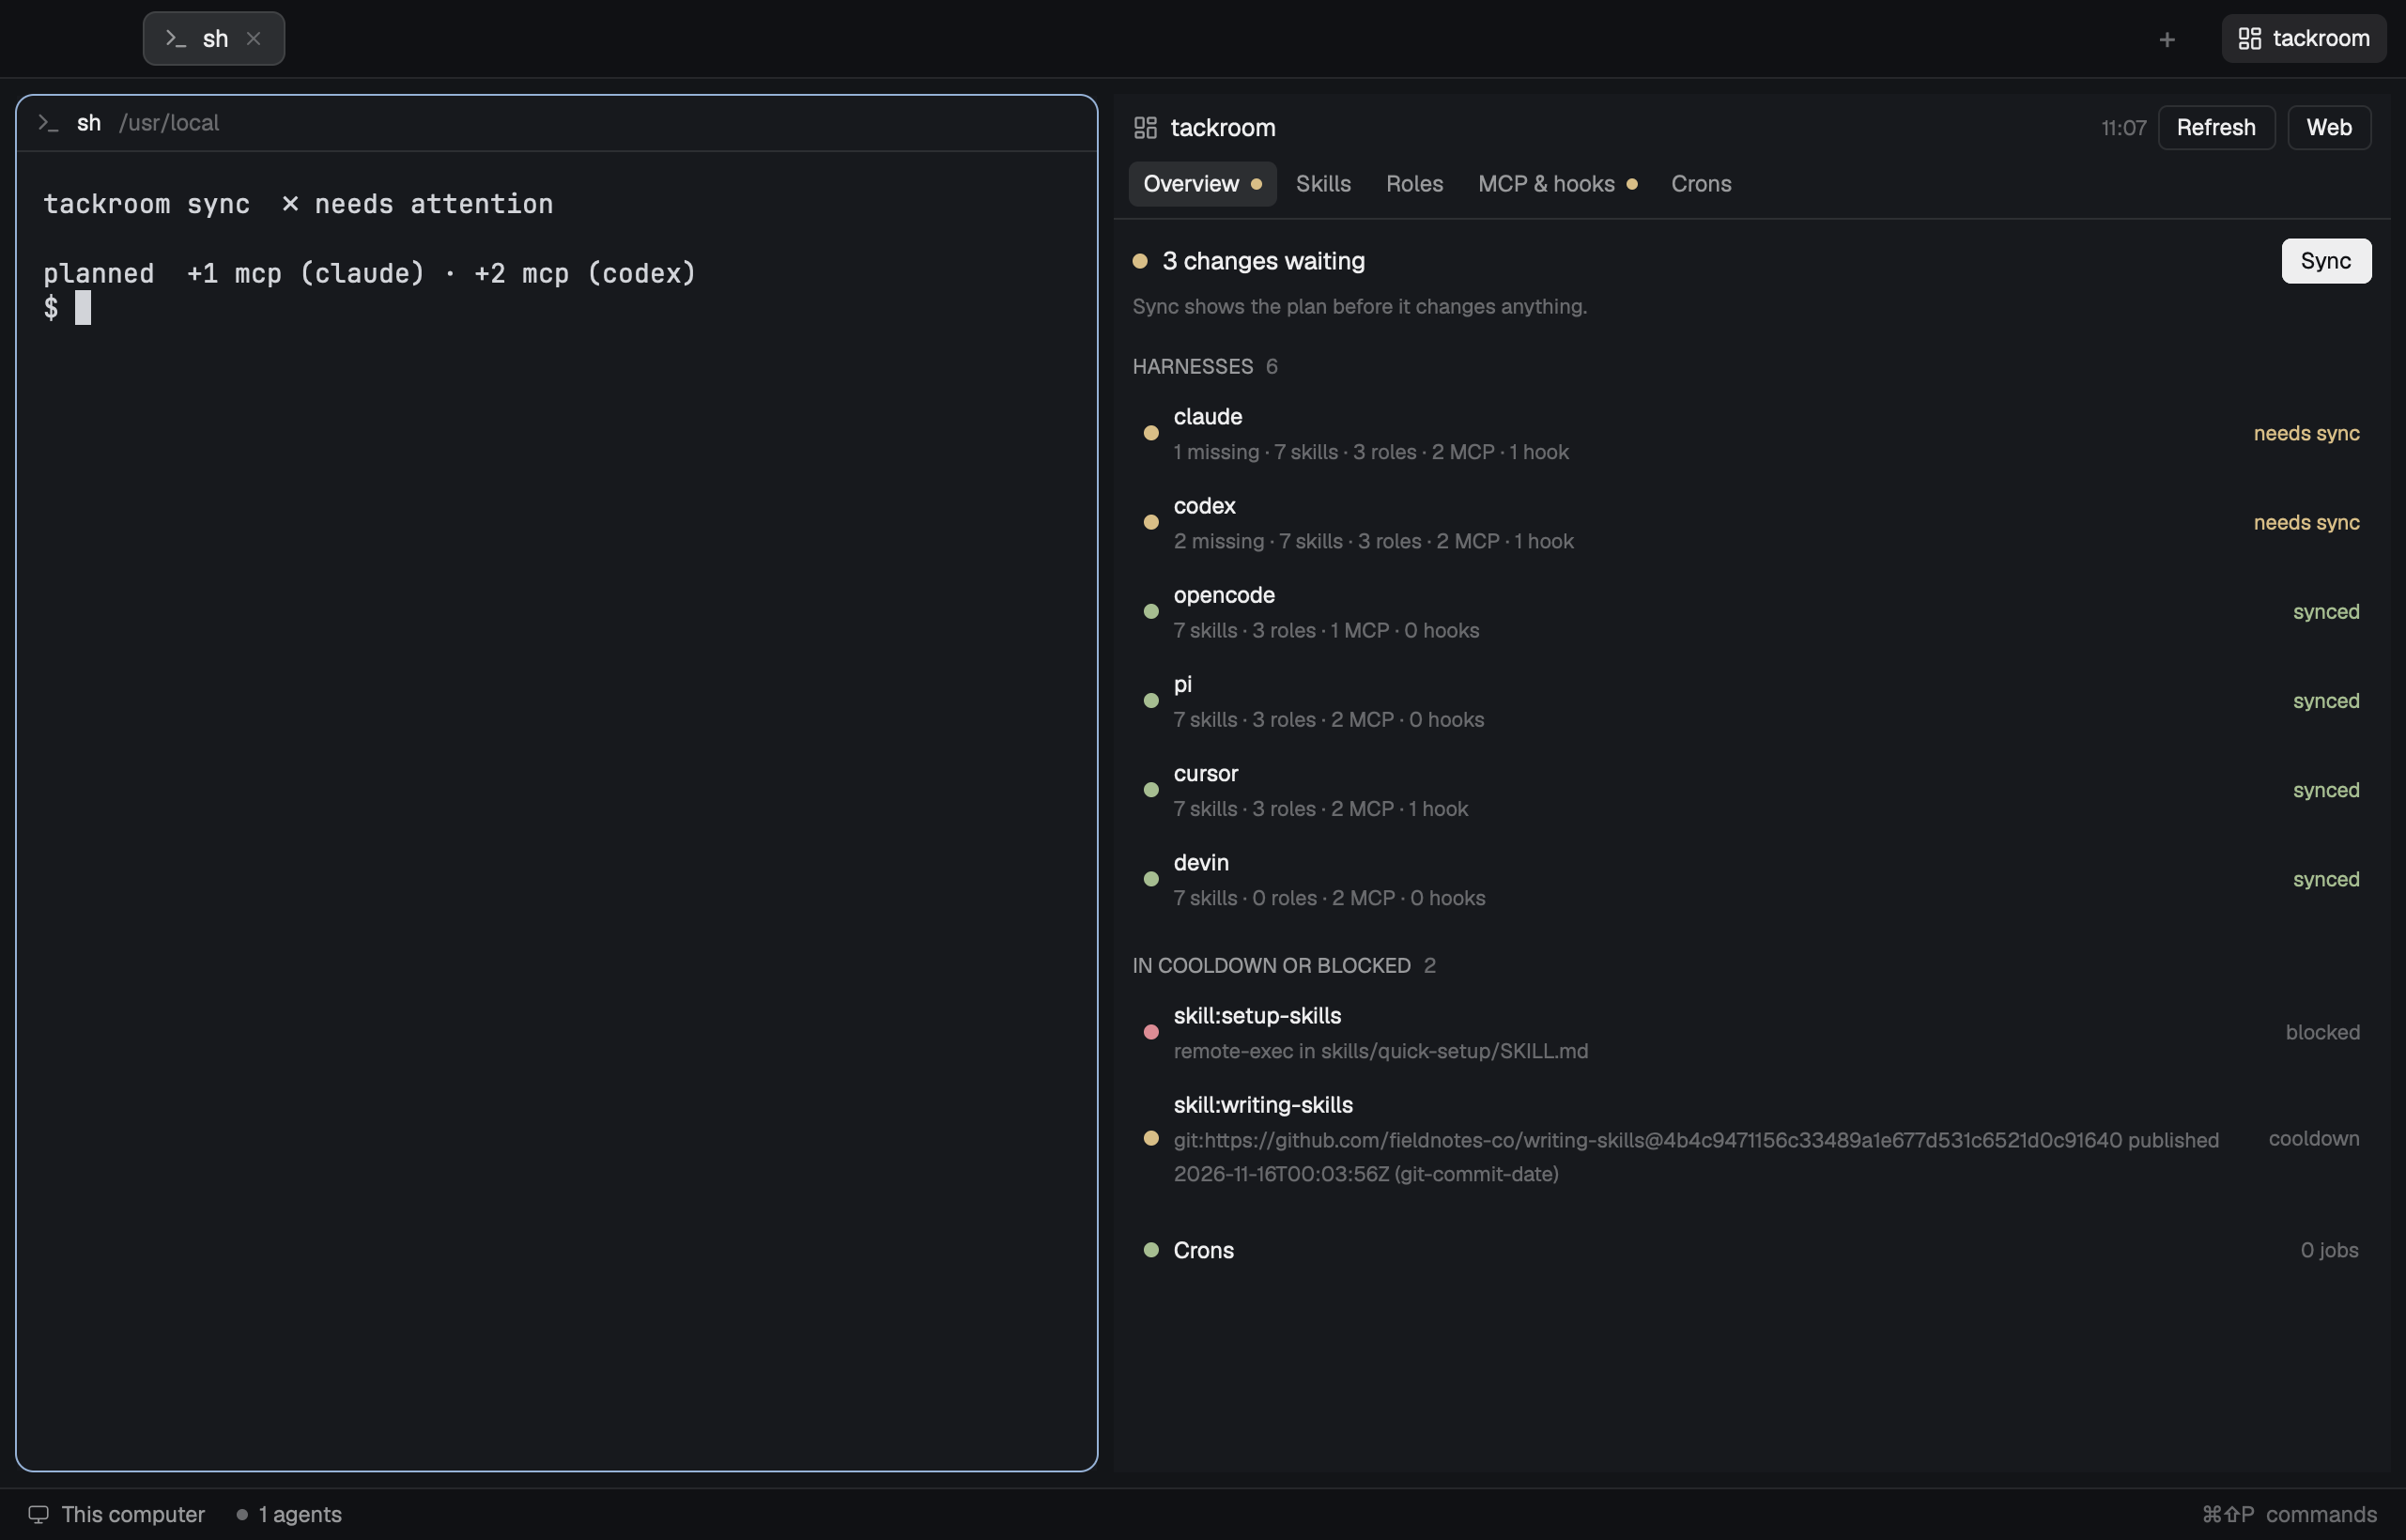 sh
tackroom
sh /usr/local
tackroom sync × needs attention
planned +1 mcp (claude) · +2 mcp (codex)
$
tackroom
11:07 Refresh Web
Overview Skills Roles MCP & hooks Crons
3 changes waiting
Sync
Sync shows the plan before it changes anything.
HARNESSES 6
claude
1 missing · 7 skills · 3 roles · 2 MCP · 1 hook
needs sync
codex
2 missing · 7 skills · 3 roles · 2 MCP · 1 hook
needs sync
opencode
7 skills · 3 roles · 1 MCP · 0 hooks
synced
pi
7 skills · 3 roles · 2 MCP · 0 hooks
synced
cursor
7 skills · 3 roles · 2 MCP · 1 hook
synced
devin
7 skills · 0 roles · 2 MCP · 0 hooks
synced
IN COOLDOWN OR BLOCKED 2
skill:setup-skills
remote-exec in skills/quick-setup/SKILL.md
blocked
skill:writing-skills
git:https://github.com/fieldnotes-co/writing-skills@4b4c9471156c33489a1e677d531c6521d0c91640 published
2026-11-16T00:03:56Z (git-commit-date)
cooldown
Crons
0 jobs
This computer
1 agents
⌘⇧P commands